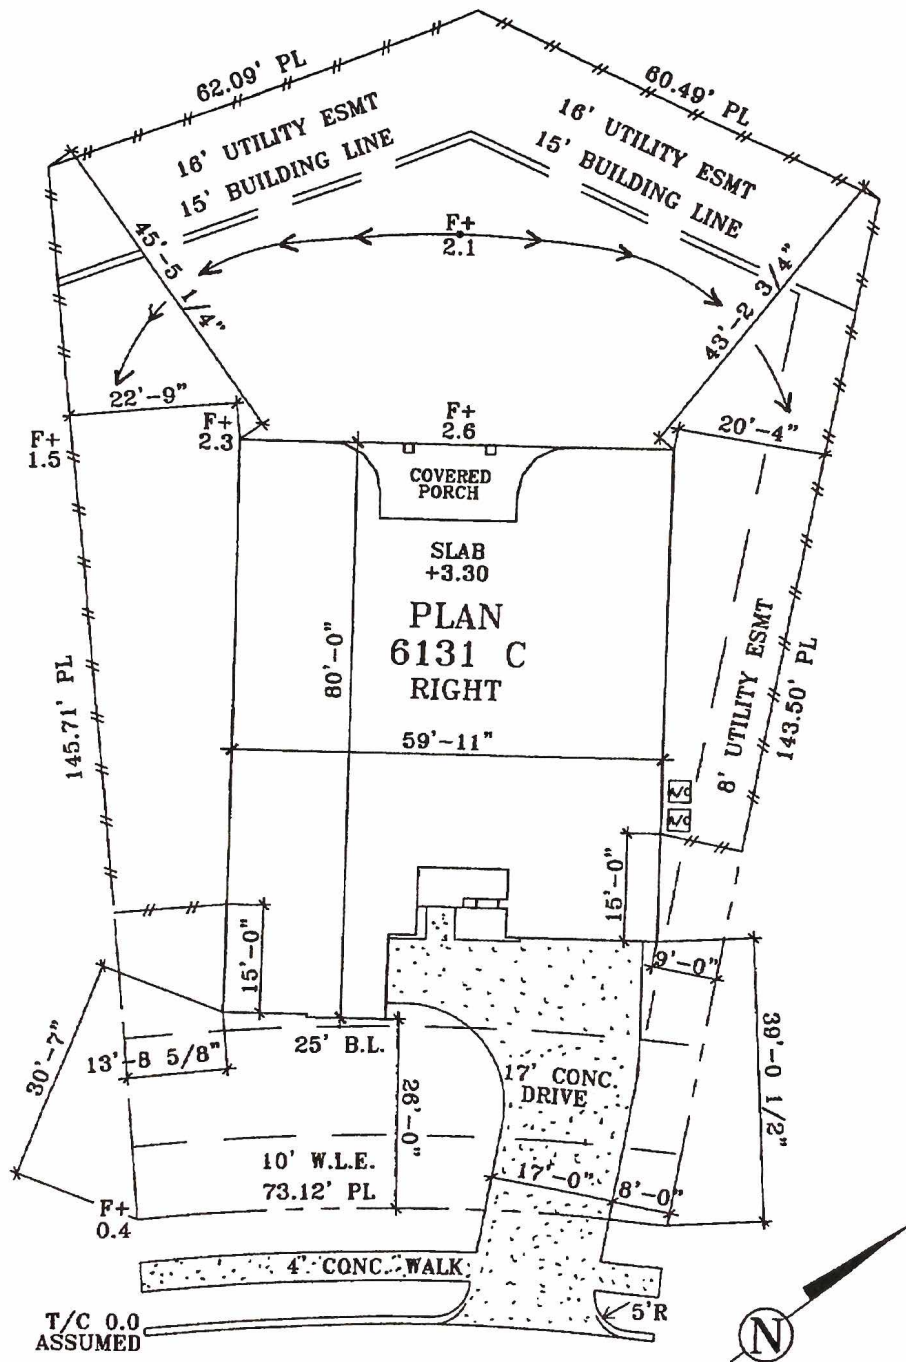 62.09' PL
60.49' PL
16' UTILITY ESMT
15' BUILDING LINE
16' UTILITY ESMT
15' BUILDING LINE
F+
2.1
45'-5 1/4"
43'-2 3/4"
22'-9"
F+
2.3
F+
2.6
20'-4"
F+
1.5
COVERED
PORCH
SLAB
+3.30
PLAN
6131 C
RIGHT
80'-0"
59'-11"
145.71' PL
8' UTILITY ESMT
143.50' PL
A/C
A/C
15'-0"
15'-0"
9'-0"
30'-7"
13'-8 5/8"
25' B.L.
26'-0"
17' CONC.
DRIVE
39'-0 1/2"
10' W.L.E.
73.12' PL
17'-0"
8'-0"
F+
0.4
4' CONC. WALK
5'R
T/C 0.0
ASSUMED
N